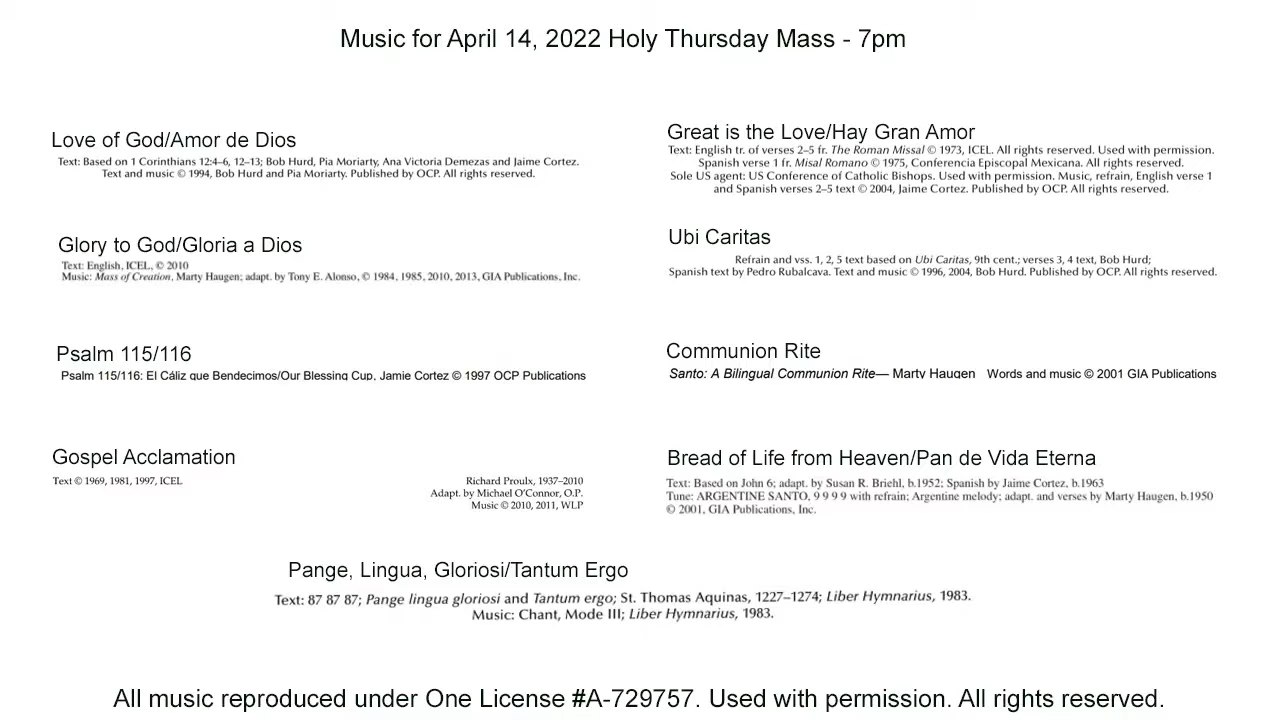 Music for April 14, 2022 Holy Thursday Mass - 7pm
Love of God/Amor de Dios
Text: Based on 1 Corinthians 12:4–6, 12–13; Bob Hurd, Pia Moriarty, Ana Victoria Demezas and Jaime Cortez.
Text and music © 1994, Bob Hurd and Pia Moriarty. Published by OCP. All rights reserved.
Glory to God/Gloria a Dios
Text: English, ICEL, © 2010
Music: Mass of Creation, Marty Haugen; adapt. by Tony E. Alonso, © 1984, 1985, 2010, 2013, GIA Publications, Inc.
Psalm 115/116
Psalm 115/116: El Cáliz que Bendecimos/Our Blessing Cup, Jamie Cortez © 1997 OCP Publications
Gospel Acclamation
Text © 1969, 1981, 1997, ICEL
Richard Proulx, 1937–2010
Adapt. by Michael O'Connor, O.P.
Music © 2010, 2011, WLP
Great is the Love/Hay Gran Amor
Text: English tr. of verses 2–5 fr. The Roman Missal © 1973, ICEL. All rights reserved. Used with permission.
Spanish verse 1 fr. Misal Romano © 1975, Conferencia Episcopal Mexicana. All rights reserved.
Sole US agent: US Conference of Catholic Bishops. Used with permission. Music, refrain, English verse 1
and Spanish verses 2–5 text © 2004, Jaime Cortez. Published by OCP. All rights reserved.
Ubi Caritas
Refrain and vss. 1, 2, 5 text based on Ubi Caritas, 9th cent.; verses 3, 4 text, Bob Hurd;
Spanish text by Pedro Rubalcava. Text and music © 1996, 2004, Bob Hurd. Published by OCP. All rights reserved.
Communion Rite
Santo: A Bilingual Communion Rite— Marty Haugen Words and music © 2001 GIA Publications
Bread of Life from Heaven/Pan de Vida Eterna
Text: Based on John 6; adapt. by Susan R. Briehl, b.1952; Spanish by Jaime Cortez, b.1963
Tune: ARGENTINE SANTO, 9 9 9 9 with refrain; Argentine melody; adapt. and verses by Marty Haugen, b.1950
© 2001, GIA Publications, Inc.
Pange, Lingua, Gloriosi/Tantum Ergo
Text: 87 87 87; Pange lingua gloriosi and Tantum ergo; St. Thomas Aquinas, 1227–1274; Liber Hymnarius, 1983.
Music: Chant, Mode III; Liber Hymnarius, 1983.
All music reproduced under One License #A-729757. Used with permission. All rights reserved.